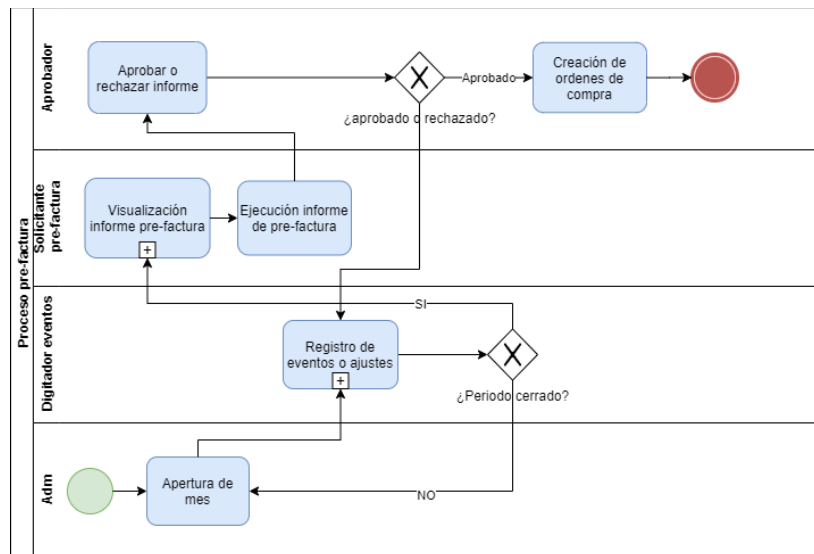 Proceso pre-factura
Aprobador
Aprobar o
rechazar informe
¿aprobado o rechazado?
Aprobado
Creación de
ordenes de
compra
Solicitante
pre-factura
Visualización
informe pre-factura
Ejecución informe
de pre-factura
SI
Digitador eventos
Registro de
eventos o ajustes
¿Periodo cerrado?
Adm
Apertura de
mes
NO